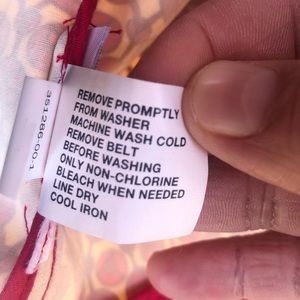 REMOVE PROMPTLY
FROM WASHER
MACHINE WASH COLD
REMOVE BELT
BEFORE WASHING
ONLY NON-CHLORINE
BLEACH WHEN NEEDED
LINE DRY
COOL IRON
351286-00-1